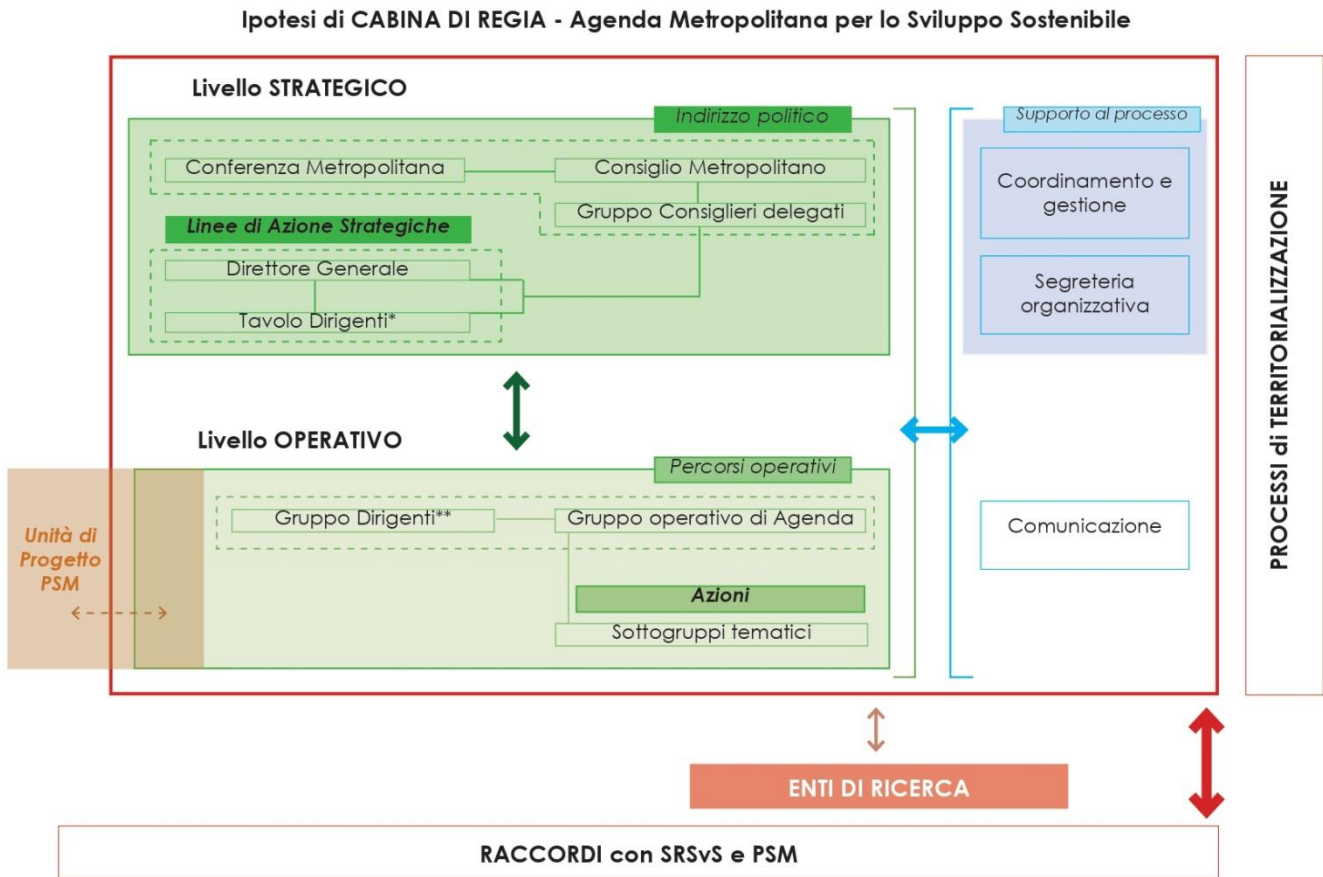 Ipotesi di CABINA DI REGIA - Agenda Metropolitana per lo Sviluppo Sostenibile
Livello STRATEGICO
Indirizzo politico
Conferenza Metropolitana
Consiglio Metropolitano
Gruppo Consiglieri delegati
Linee di Azione Strategiche
Direttore Generale
Tavolo Dirigenti*
Livello OPERATIVO
Percorsi operativi
Gruppo Dirigenti**
Gruppo operativo di Agenda
Azioni
Sottogruppi tematici
Unità di
Progetto
PSM
Supporto al processo
Coordinamento e
gestione
Segreteria
organizzativa
Comunicazione
PROCESSI di TERRITORIALIZZAZIONE
ENTI DI RICERCA
RACCORDI con SRSvS e PSM